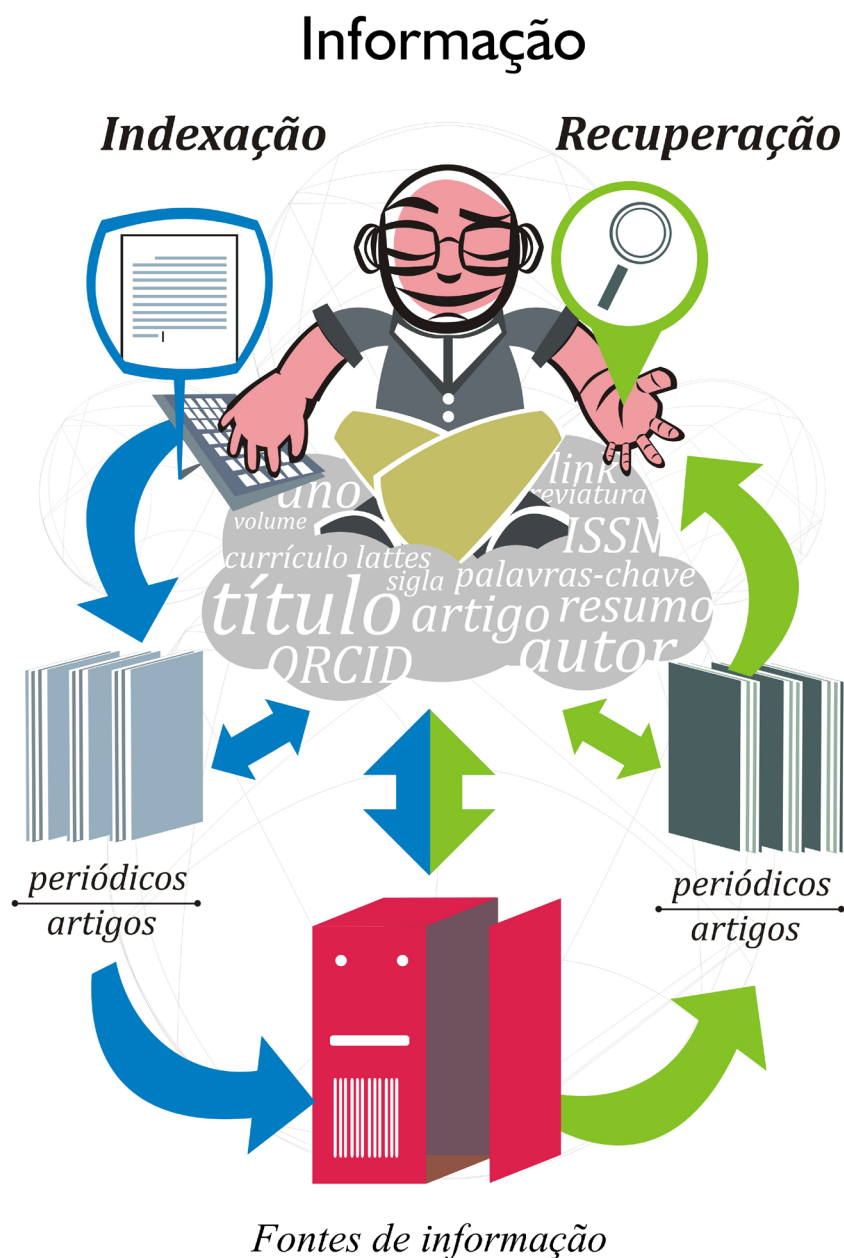 Informação
Indexação
Recuperação
ano
volume
link
reviatura
ISSN
currículo lattes
sigla
palavras-chave
título
artigo
resumo
ORCID
autor
periódicos
artigos
periódicos
artigos
Fontes de informação